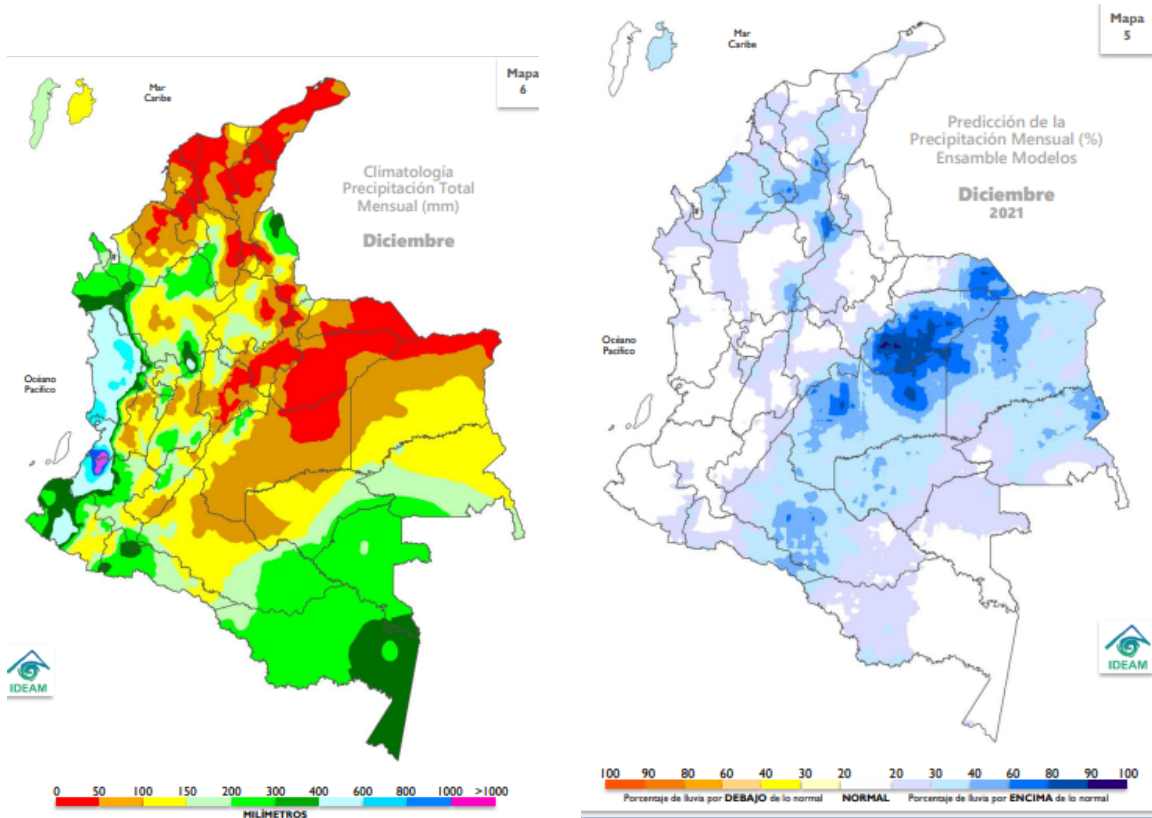 Mapa
6
Mar
Caribe
Climatología
Precipitación Total
Mensual (mm)
Diciembre
Océano
Pacífico
IDEAM
0 50 100 150 200 300 400 600 800 1000 >1000
MILÍMETROS
Mapa
5
Mar
Caribe
Predicción de la
Precipitación Mensual (%)
Ensamble Modelos
Diciembre
2021
Océano
Pacífico
IDEAM
100 90 80 60 40 20 20 40 60 80 90 100
Porcentaje de lluvia por DEBAJO de lo normal NORMAL Porcentaje de lluvia por ENCIMA de lo normal